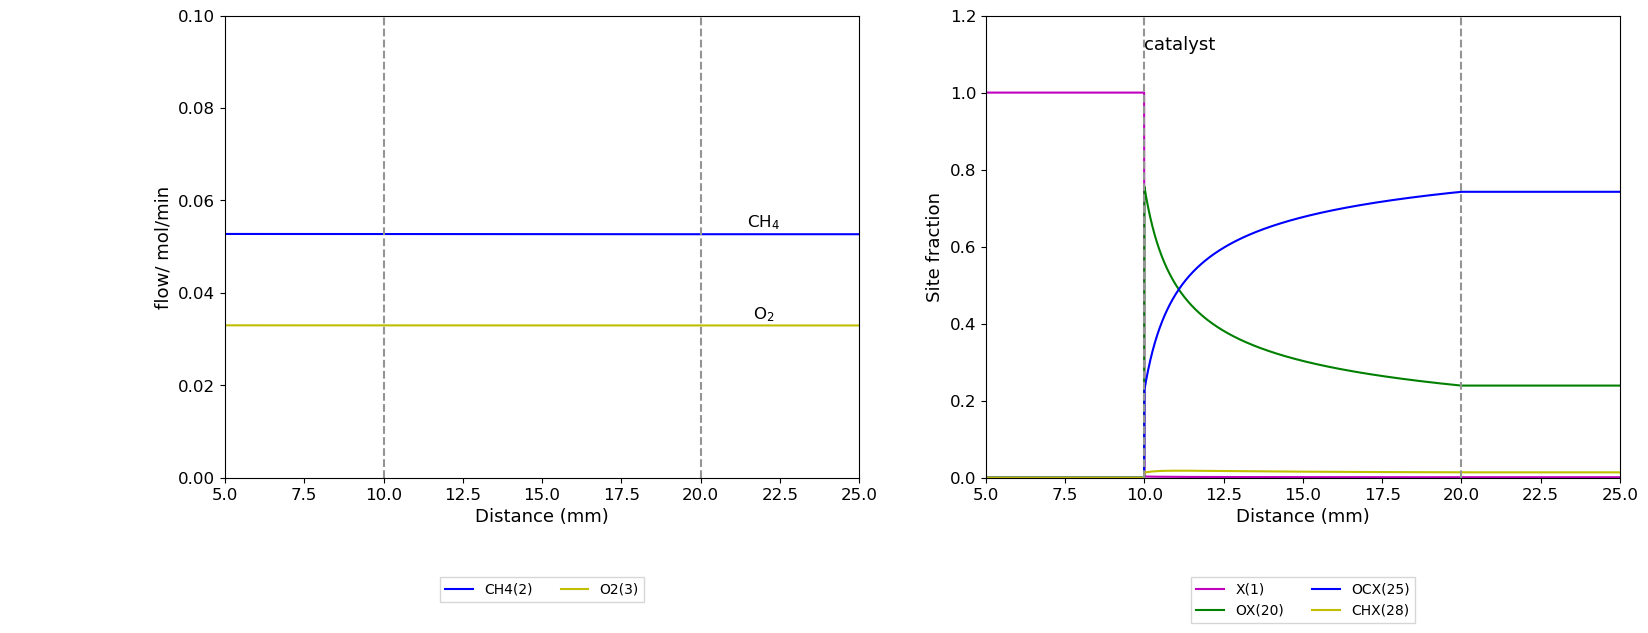 0.10
0.08
0.06
0.04
0.02
0.00
flow/ mol/min
CH₄
O₂
5.0 7.5 10.0 12.5 15.0 17.5 20.0 22.5 25.0
Distance (mm)
CH4(2) O2(3)
1.2
1.0
0.8
0.6
0.4
0.2
0.0
Site fraction
catalyst
5.0 7.5 10.0 12.5 15.0 17.5 20.0 22.5 25.0
Distance (mm)
X(1) OCX(25)
OX(20) CHX(28)